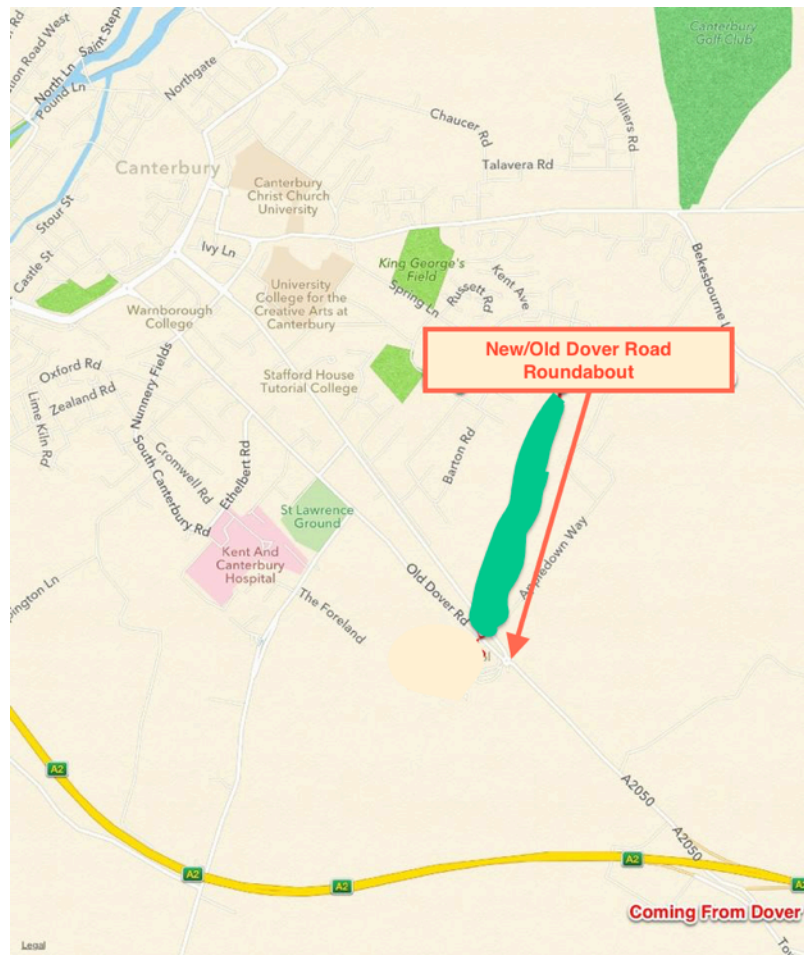 Canterbury
Golf Club
Saint Step
North Ln
Pound Ln
Northgate
Villiers Rd
Chaucer Rd
Talavera Rd
Canterbury
Canterbury
Christ Church
University
Stour St
Castle St
Ivy Ln
Bekesbourne L
King George's
Field
Kent Ave
Spring Ln
Russett Rd
University
College for the
Creative Arts at
Canterbury
Warnborough
College
New/Old Dover Road
Roundabout
Oxford Rd
Zealand Rd
Lime Kiln Rd
Nunnery Fields
Stafford House
Tutorial College
Barton Rd
Cromwell Rd
South Canterbury Rd
Ethelbert Rd
St Lawrence
Ground
Kent And
Canterbury
Hospital
Appledown Way
Old Dover Rd
The Foreland
pington Ln
A2
A2050
A2050
A2
A2
A2
A2
Coming From Dover
Legal